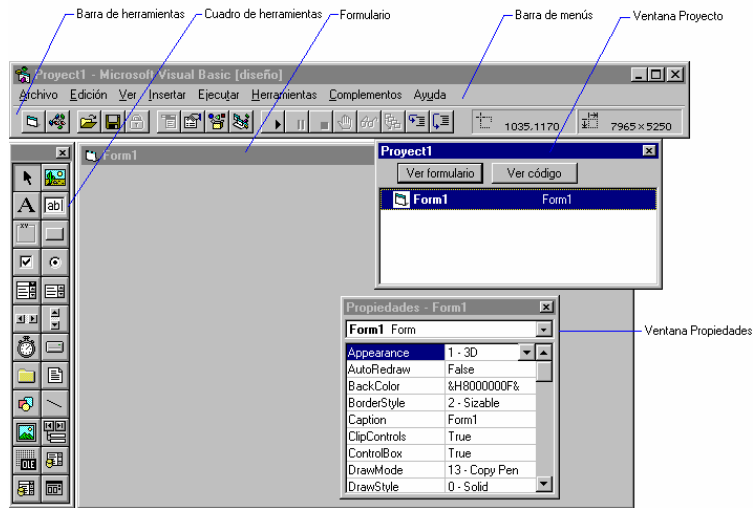 Barra de herramientas
Cuadro de herramientas
Formulario
Barra de menús
Ventana Proyecto
Proyect1 - Microsoft Visual Basic [diseño]
Archivo Edición Ver Insertar Ejecutar Herramientas Complementos Ayuda
1035,1170 7965×5250
Form1
Proyect1
Ver formulario Ver código
Form1 Form1
A ab|
XY
OLE
Propiedades - Form1
Form1 Form
Ventana Propiedades
Appearance 1 - 3D
AutoRedraw False
BackColor &H8000000F&
BorderStyle 2 - Sizable
Caption Form1
ClipControls True
ControlBox True
DrawMode 13 - Copy Pen
DrawStyle 0 - Solid